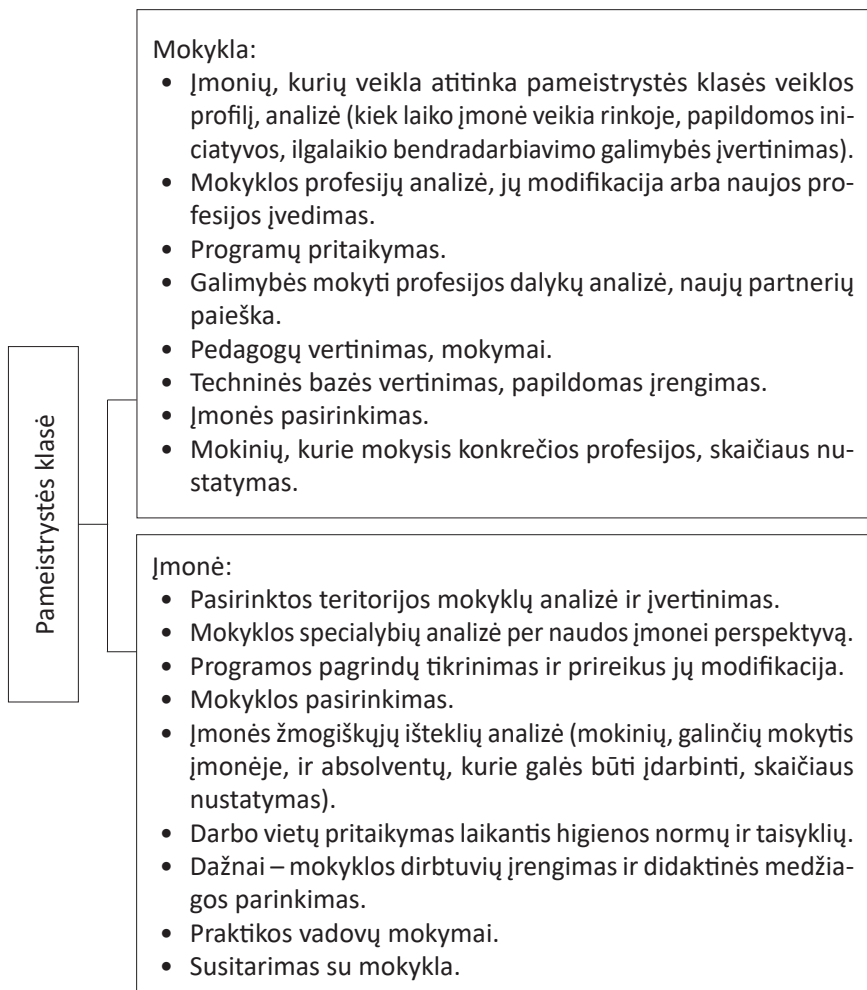 Pameistrystės klasė
Mokykla:
• Įmonių, kurių veikla atitinka pameistrystės klasės veiklos
profilį, analizė (kiek laiko įmonė veikia rinkoje, papildomos ini-
ciatyvos, ilgalaikio bendradarbiavimo galimybės įvertinimas).
• Mokyklos profesijų analizė, jų modifikacija arba naujos pro-
fesijos įvedimas.
• Programų pritaikymas.
• Galimybės mokyti profesijos dalykų analizė, naujų partnerių
paieška.
• Pedagogų vertinimas, mokymai.
• Techninės bazės vertinimas, papildomas įrengimas.
• Įmonės pasirinkimas.
• Mokinių, kurie mokysis konkrečios profesijos, skaičiaus nu-
statymas.
Įmonė:
• Pasirinktos teritorijos mokyklų analizė ir įvertinimas.
• Mokyklos specialybių analizė per naudos įmonei perspektyvą.
• Programos pagrindų tikrinimas ir prireikus jų modifikacija.
• Mokyklos pasirinkimas.
• Įmonės žmogiškųjų išteklių analizė (mokinių, galinčių mokytis
įmonėje, ir absolventų, kurie galės būti įdarbinti, skaičiaus
nustatymas).
• Darbo vietų pritaikymas laikantis higienos normų ir taisyklių.
• Dažnai – mokyklos dirbtuvių įrengimas ir didaktinės medžia-
gos parinkimas.
• Praktikos vadovų mokymai.
• Susitarimas su mokykla.